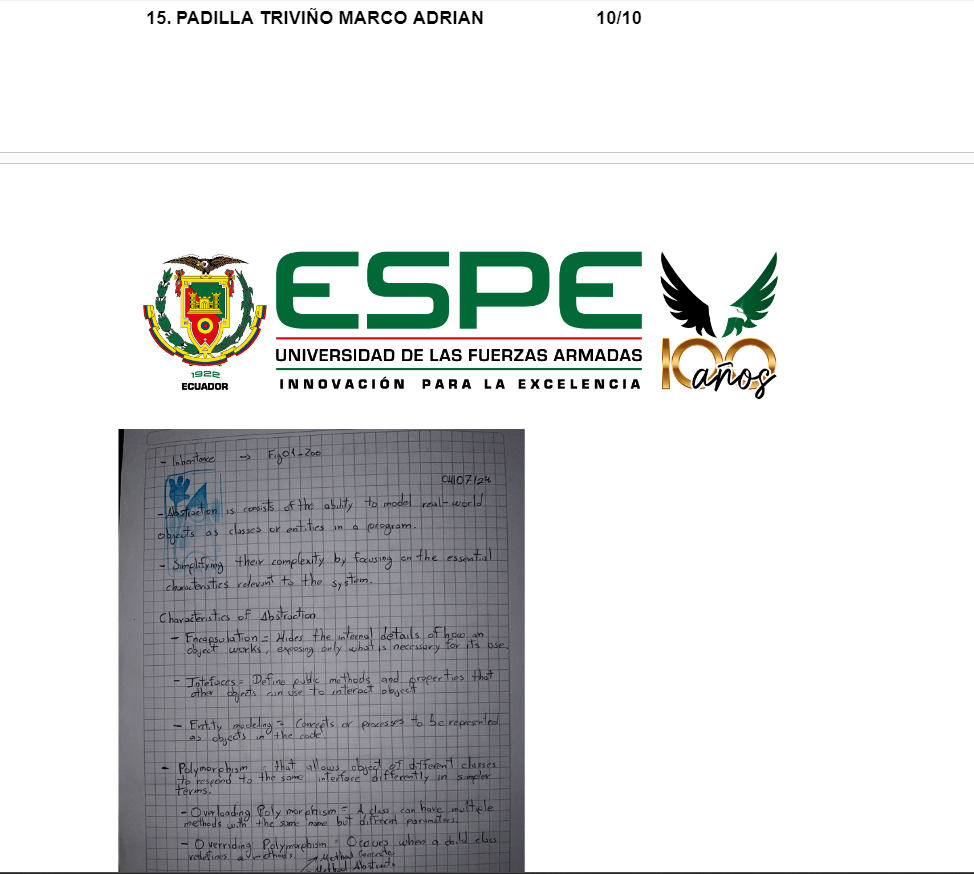 15. PADILLA TRIVIÑO MARCO ADRIAN 10/10
ESPE
UNIVERSIDAD DE LAS FUERZAS ARMADAS
INNOVACIÓN PARA LA EXCELENCIA
1922
ECUADOR
100
años
- Inheritance → Fig01-Zoo
04/07/24
- Abstraction is consists of the ability to model real-world
objects as classes or entities in a program.
- Simplifying their complexity by focusing on the essential
characteristics relevant to the system.
Characteristics of Abstraction
- Encapsulation = Hides the internal details of how an
object works, exposing only what is necessary for its use.
- Intefaces = Define public methods and properties that
other objects can use to interact object
- Entity modeling = Concepts or processes to be represented
as objects in the code
- Polymorphism = that allows object of different classes
to respond to the same interface differently in simpler
terms.
- Overloading Polymorphism = A class can have multiple
methods with the same name but different parameters.
- Overriding Polymorphism = Occurs when a child class
redefines a methods. → Method Concrete
Method Abstract